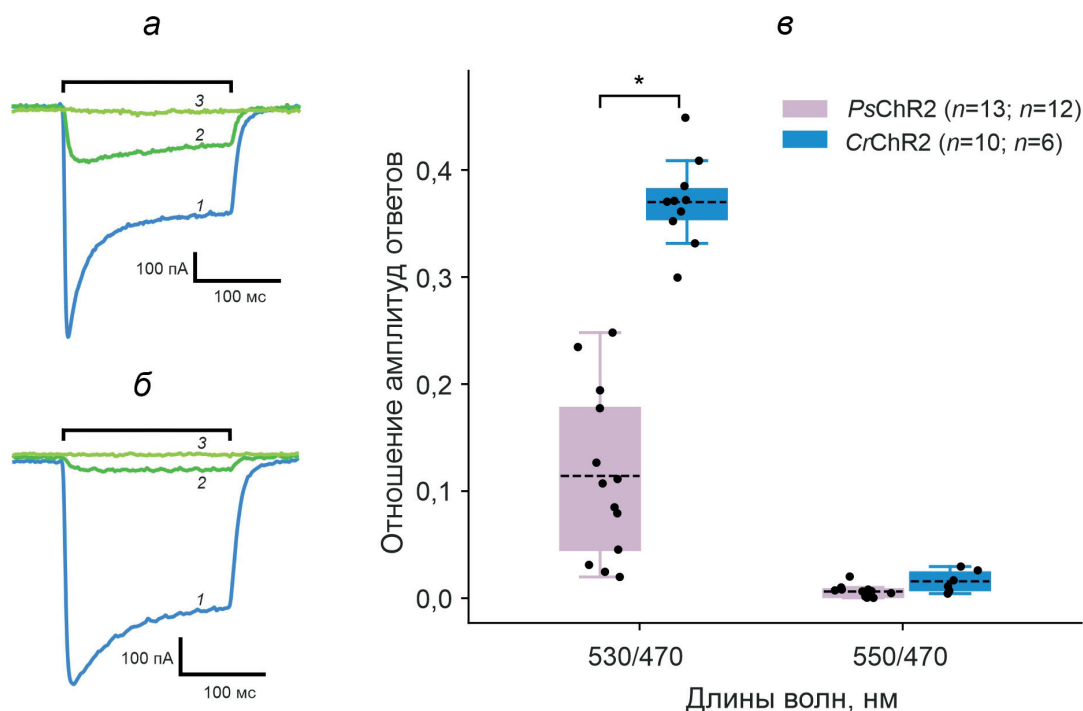 а
3
2
1
100 пА
100 мс
б
3
2
1
100 пА
100 мс
в
*
PsChR2 (n=13; n=12)
CrChR2 (n=10; n=6)
Отношение амплитуд ответов
0,4
0,3
0,2
0,1
0,0
530/470
550/470
Длины волн, нм